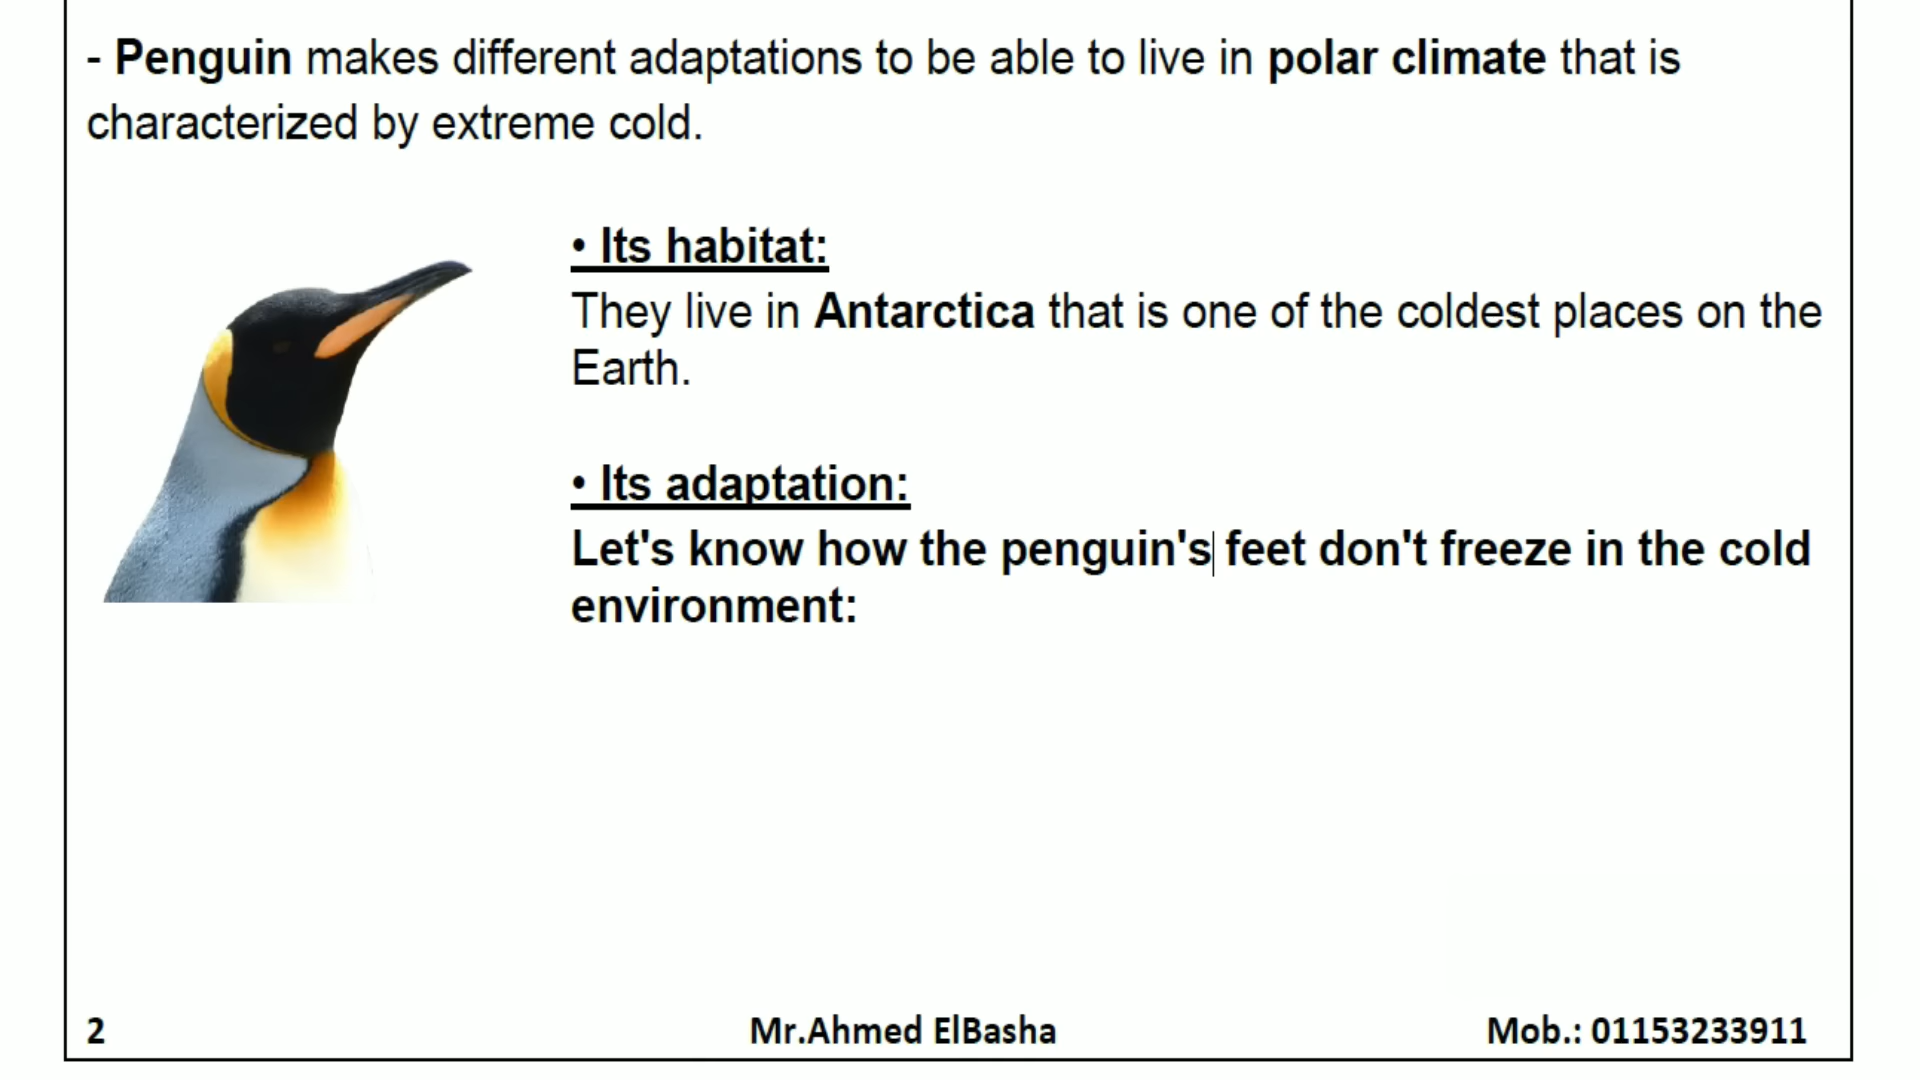 - Penguin makes different adaptations to be able to live in polar climate that is
characterized by extreme cold.
• Its habitat:
They live in Antarctica that is one of the coldest places on the
Earth.
• Its adaptation:
Let's know how the penguin's feet don't freeze in the cold
environment:
2 Mr.Ahmed ElBasha Mob.: 01153233911